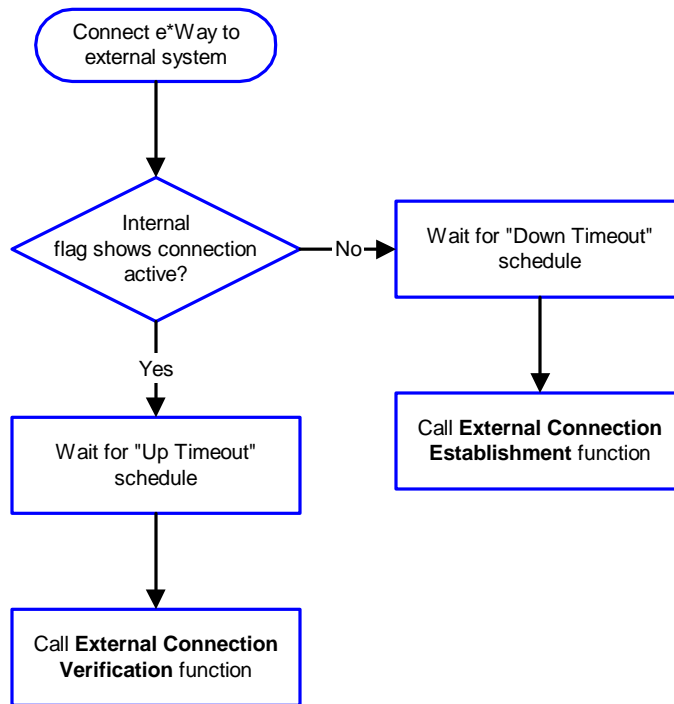 Connect e*Way to
external system
Internal
flag shows connection
active?
No
Wait for "Down Timeout"
schedule
Yes
Call External Connection
Establishment function
Wait for "Up Timeout"
schedule
Call External Connection
Verification function